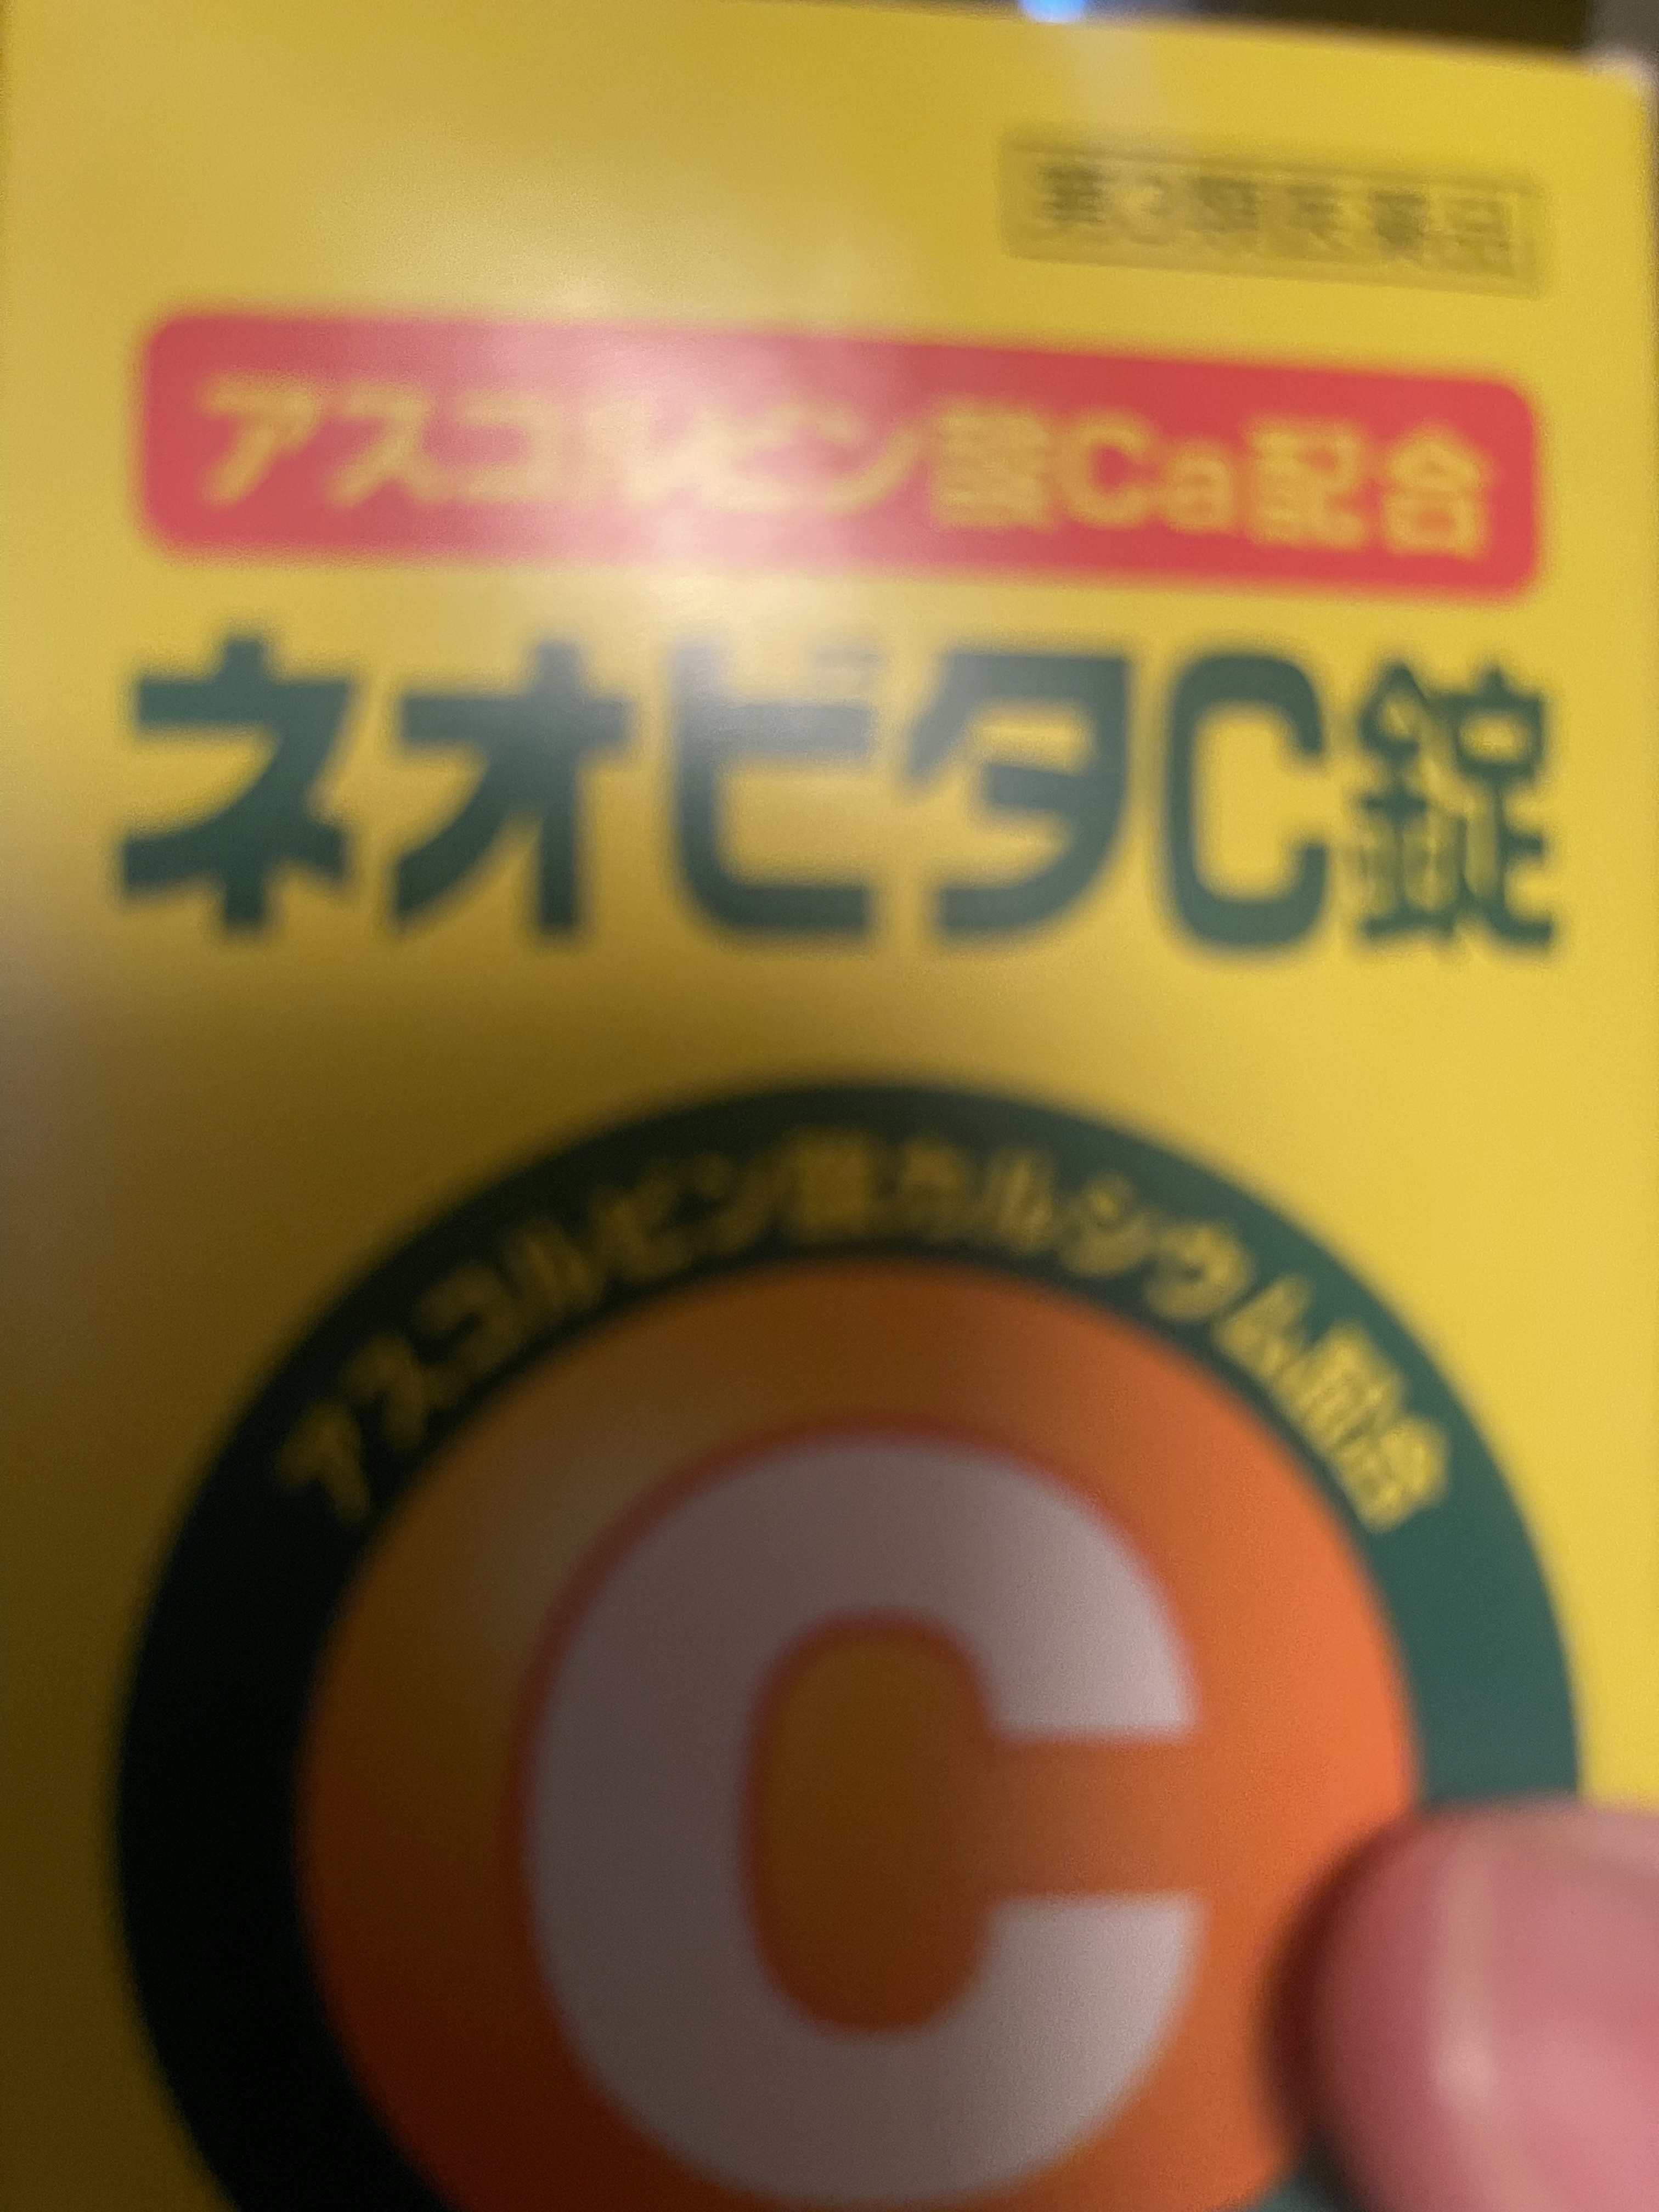 第3類医薬品
アスコルビン酸Ca配合
ネオビタC錠
アスコルビン酸カルシウム配合
C